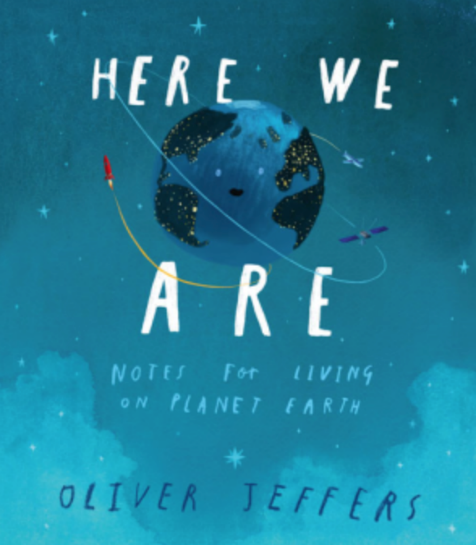 HERE WE
ARE
NOTES FOR LIVING
ON PLANET EARTH
OLIVER JEFFERS